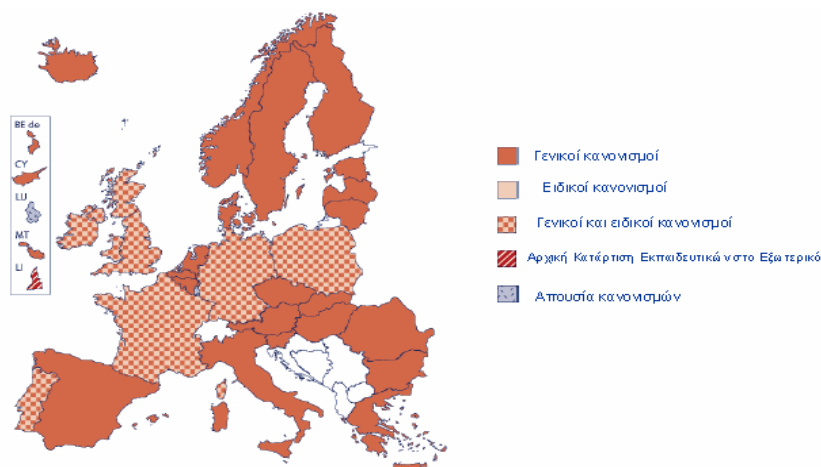 BE de
CY
LU
MT
LI
Γενικοί κανονισμοί
Ειδικοί κανονισμοί
Γενικοί και ειδικοί κανονισμοί
Αρχική Κατάρτιση Εκπαιδευτικών στο Εξωτερικό
Απουσία κανονισμών